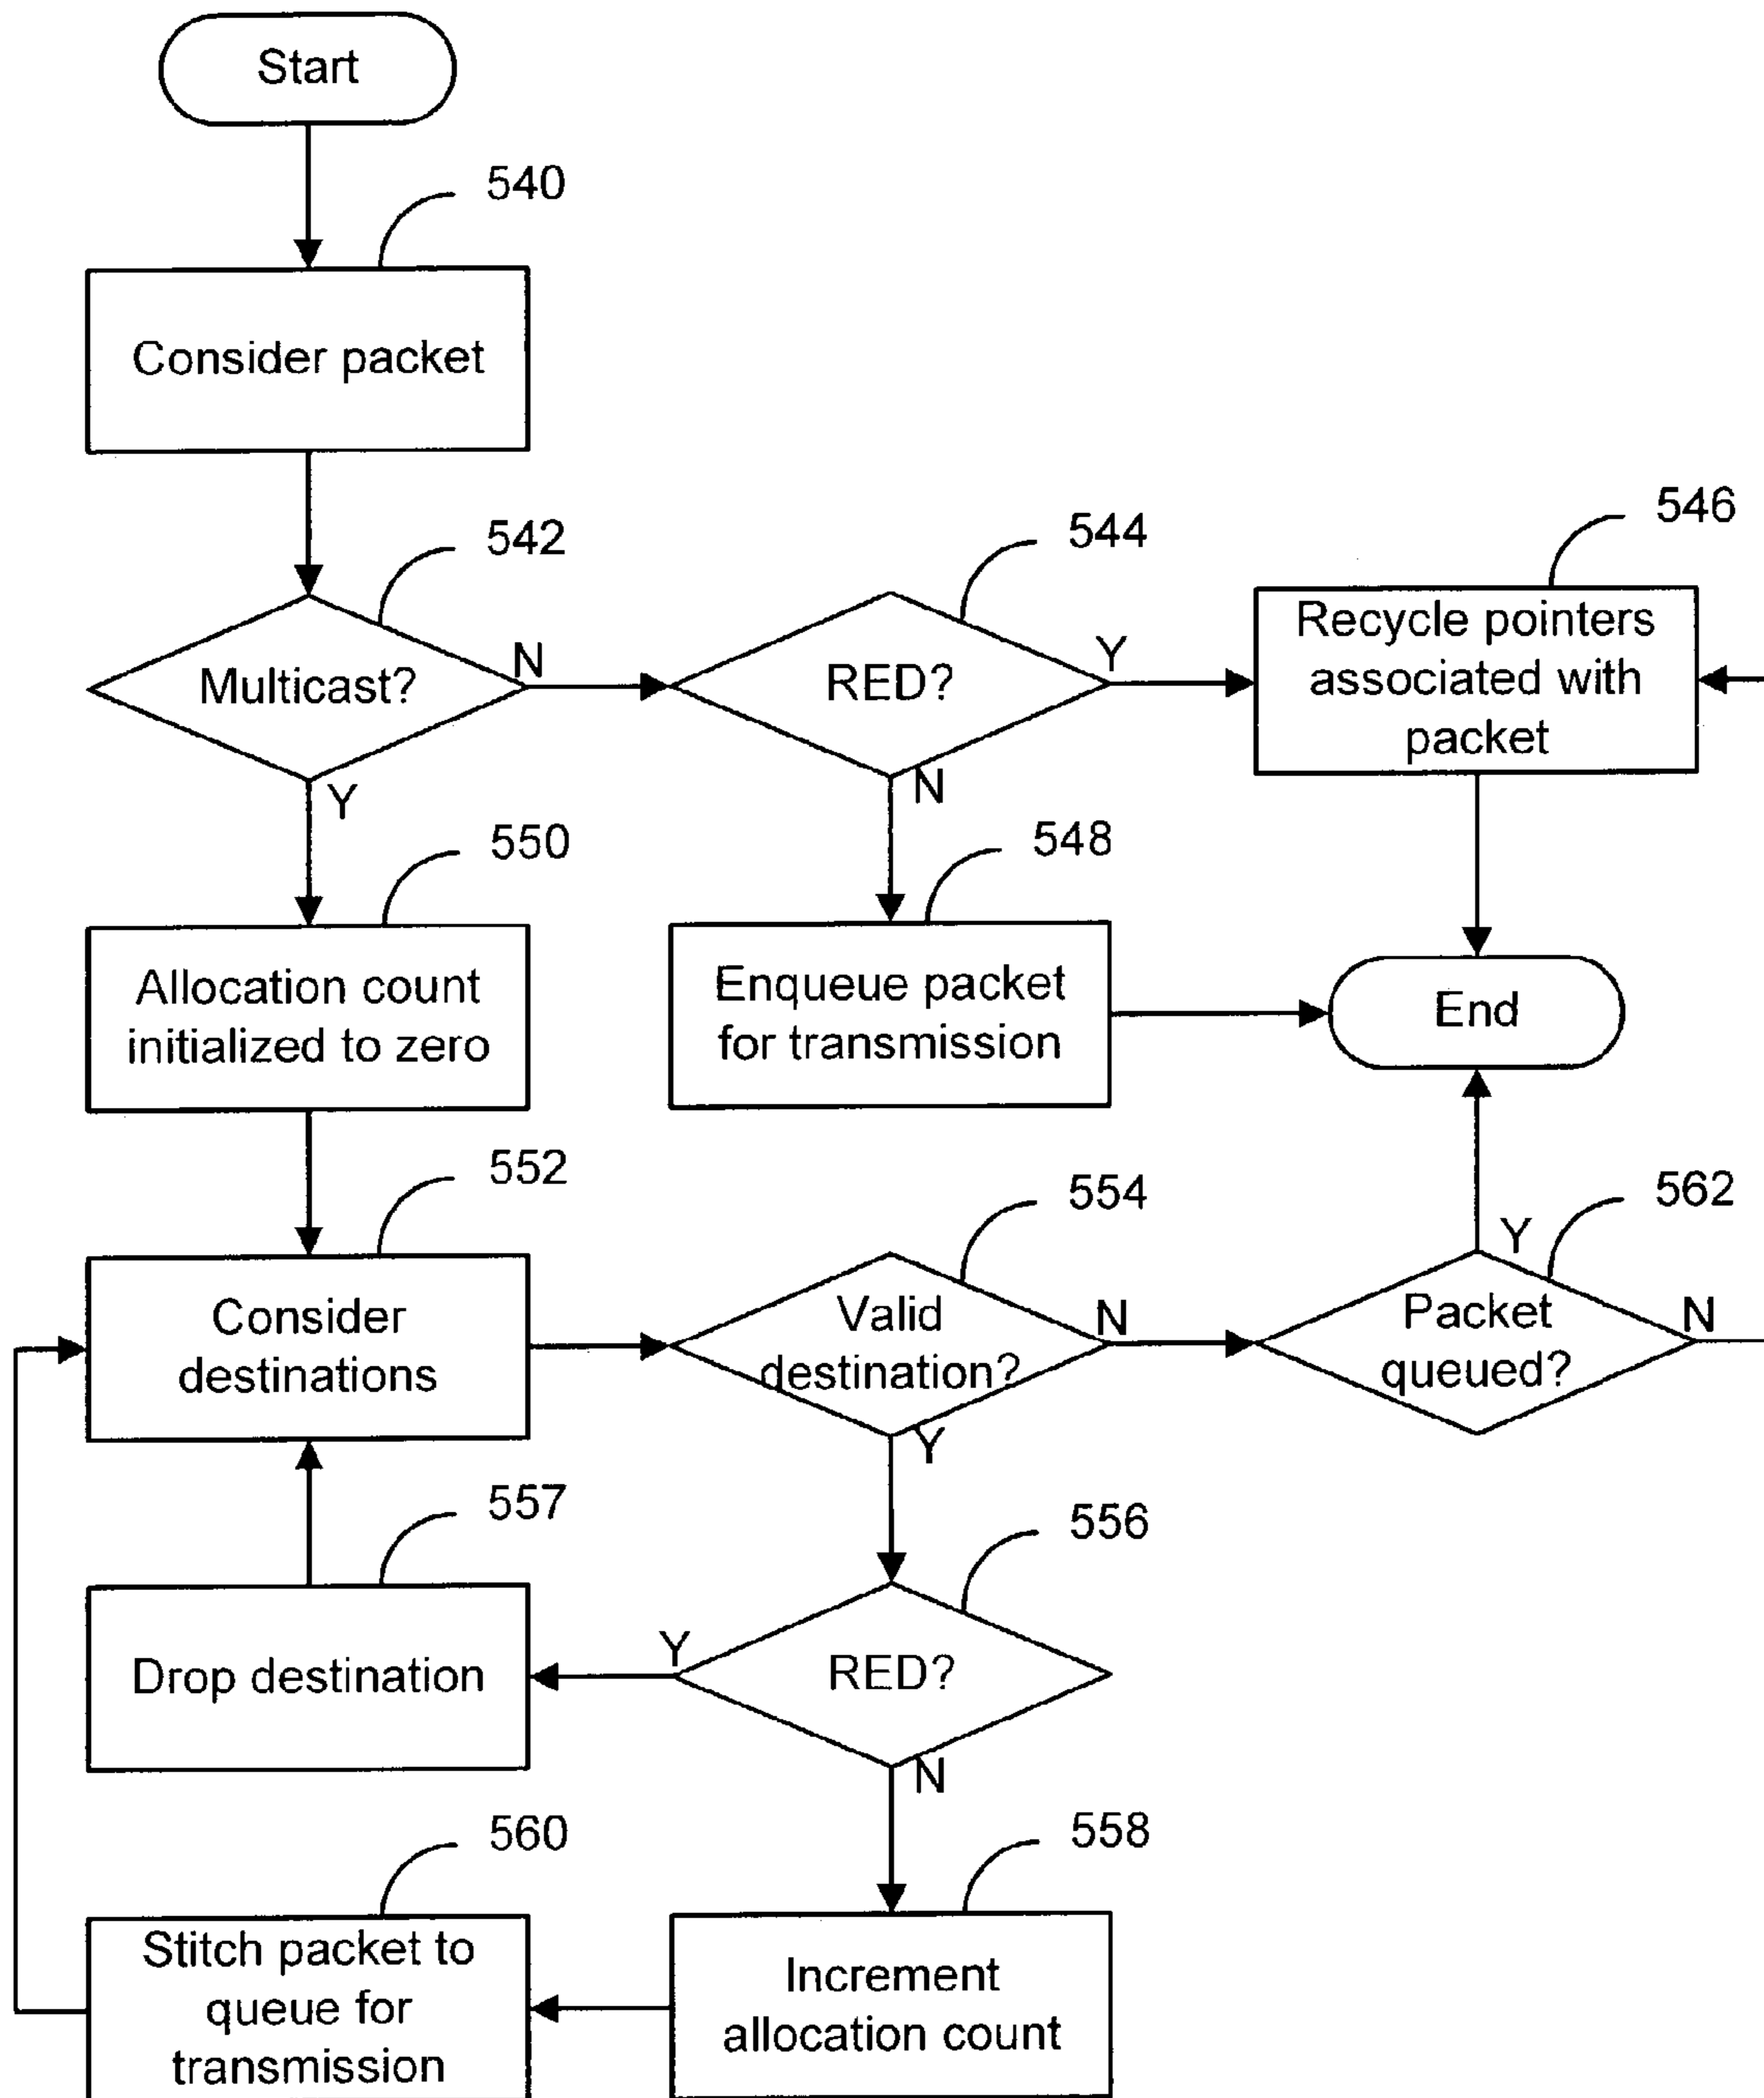 Start
540
Consider packet
542
544
546
Multicast?
N
RED?
Y
Recycle pointers
associated with
packet
Y
N
550
548
Allocation count
initialized to zero
Enqueue packet
for transmission
End
552
554
562
Consider
destinations
Valid
destination?
N
Y
Packet
queued?
N
Y
557
556
Drop destination
Y
RED?
N
560
558
Stitch packet to
queue for
transmission
Increment
allocation count